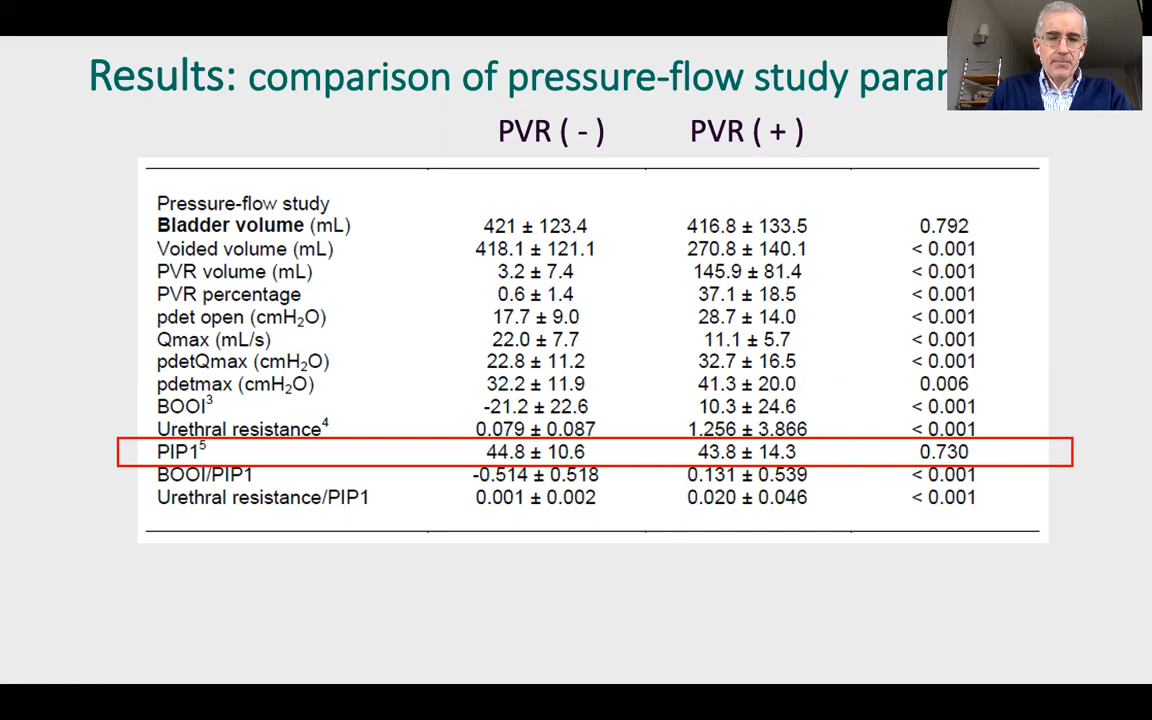 Results: comparison of pressure-flow study param
PVR ( - ) PVR ( + )
Pressure-flow study
Bladder volume (mL) 421 ± 123.4 416.8 ± 133.5 0.792
Voided volume (mL) 418.1 ± 121.1 270.8 ± 140.1 < 0.001
PVR volume (mL) 3.2 ± 7.4 145.9 ± 81.4 < 0.001
PVR percentage 0.6 ± 1.4 37.1 ± 18.5 < 0.001
pdet open (cmH₂O) 17.7 ± 9.0 28.7 ± 14.0 < 0.001
Qmax (mL/s) 22.0 ± 7.7 11.1 ± 5.7 < 0.001
pdetQmax (cmH₂O) 22.8 ± 11.2 32.7 ± 16.5 < 0.001
pdetmax (cmH₂O) 32.2 ± 11.9 41.3 ± 20.0 0.006
BOOI³ -21.2 ± 22.6 10.3 ± 24.6 < 0.001
Urethral resistance⁴ 0.079 ± 0.087 1.256 ± 3.866 < 0.001
PIP1⁵ 44.8 ± 10.6 43.8 ± 14.3 0.730
BOOI/PIP1 -0.514 ± 0.518 0.131 ± 0.539 < 0.001
Urethral resistance/PIP1 0.001 ± 0.002 0.020 ± 0.046 < 0.001